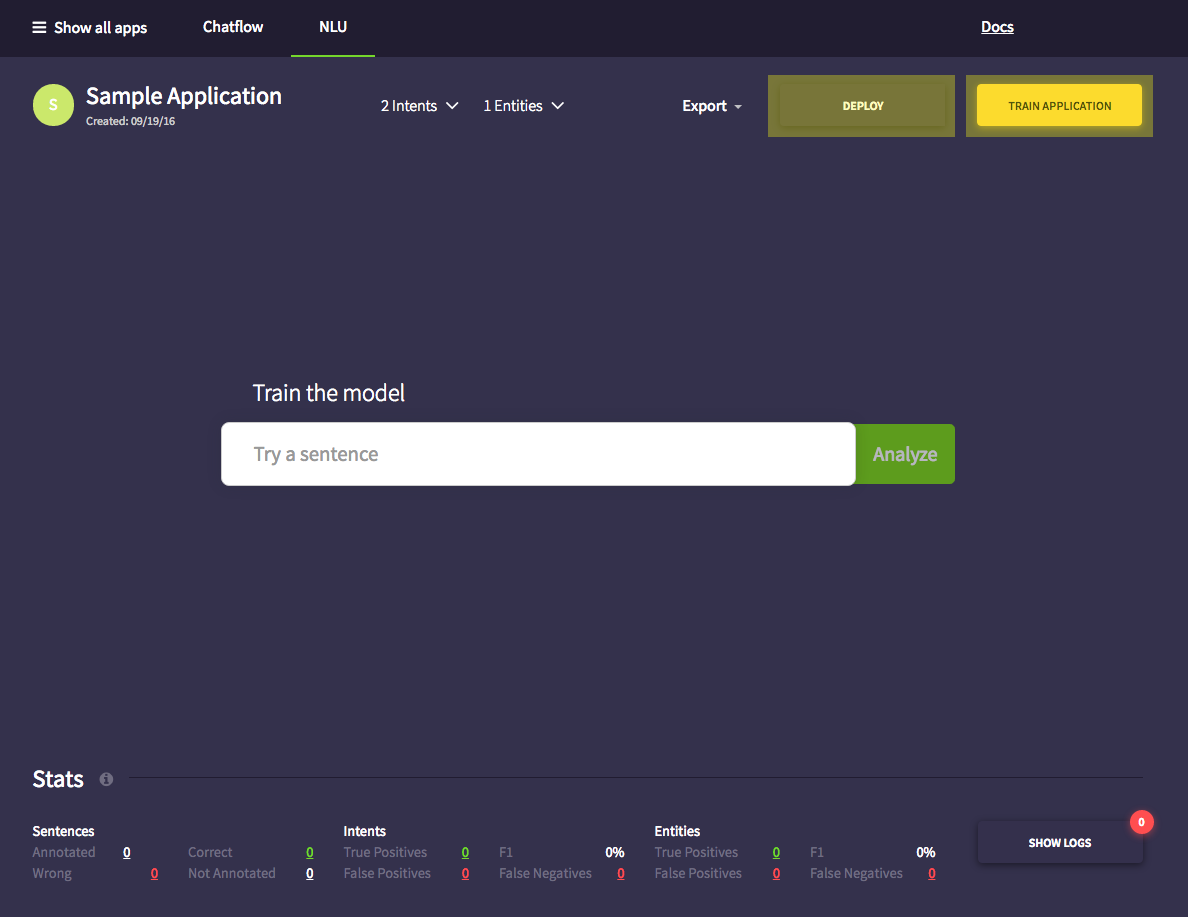 Show all apps Chatflow NLU Docs
S Sample Application
Created: 09/19/16
2 Intents 1 Entities Export DEPLOY TRAIN APPLICATION
Train the model
Try a sentence Analyze
Stats
Sentences Intents Entities
Annotated 0 Correct 0 True Positives 0 F1 0% True Positives 0 F1 0%
Wrong 0 Not Annotated 0 False Positives 0 False Negatives 0 False Positives 0 False Negatives 0
0
SHOW LOGS